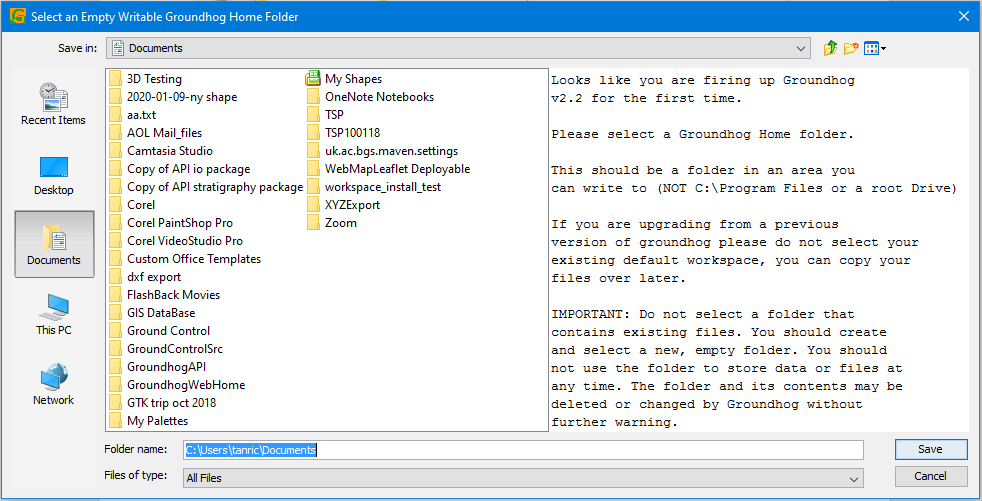 Select an Empty Writable Groundhog Home Folder
Save in:
Documents
Recent Items
Desktop
Documents
This PC
Network
3D Testing
2020-01-09-ny shape
aa.txt
AOL Mail_files
Camtasia Studio
Copy of API io package
Copy of API stratigraphy package
Corel
Corel PaintShop Pro
Corel VideoStudio Pro
Custom Office Templates
dxf export
FlashBack Movies
GIS DataBase
Ground Control
GroundControlSrc
GroundhogAPI
GroundhogWebHome
GTK trip oct 2018
My Palettes
My Shapes
OneNote Notebooks
TSP
TSP100118
uk.ac.bgs.maven.settings
WebMapLeaflet Deployable
workspace_install_test
XYZExport
Zoom
Looks like you are firing up Groundhog
v2.2 for the first time.
Please select a Groundhog Home folder.
This should be a folder in an area you
can write to (NOT C:\Program Files or a root Drive)
If you are upgrading from a previous
version of groundhog please do not select your
existing default workspace, you can copy your
files over later.
IMPORTANT: Do not select a folder that
contains existing files. You should create
and select a new, empty folder. You should
not use the folder to store data or files at
any time. The folder and its contents may be
deleted or changed by Groundhog without
further warning.
Folder name:
C:\Users\tanric\Documents
Save
Files of type:
All Files
Cancel